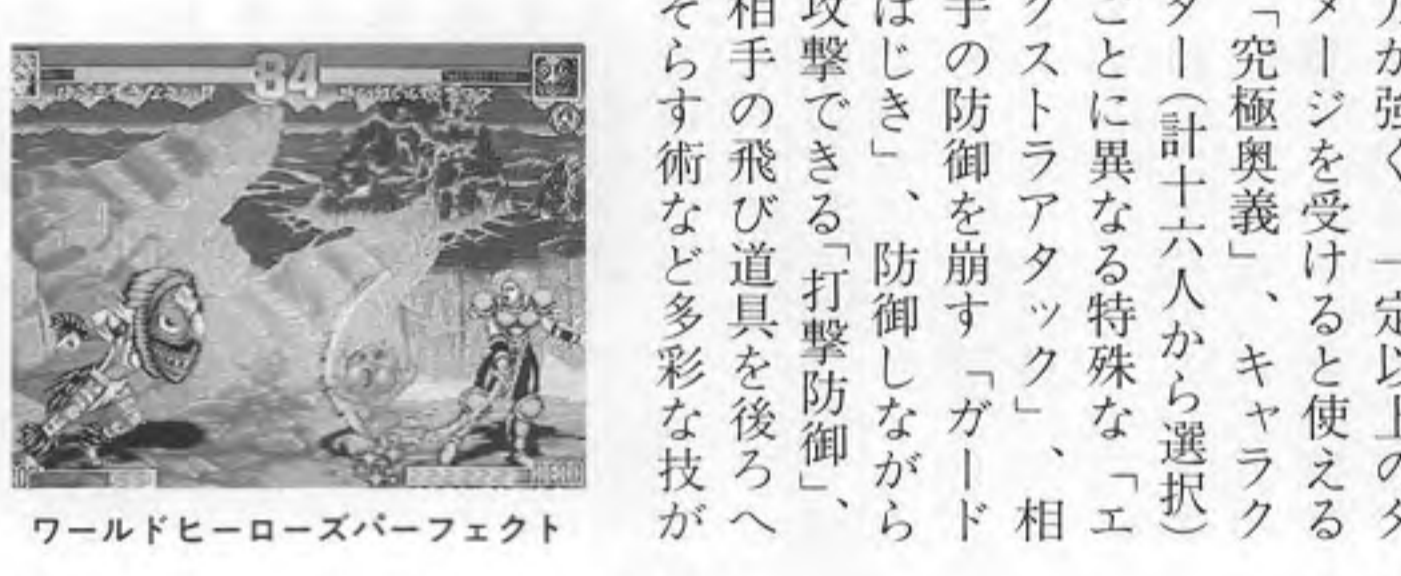 力が強く、一定以上のダ
メージを受けると使える
「究極奥義」、キャラク
ター（計十六人から選択）
ごとに異なる特殊な「エ
クストラアタック」、相
手の防御を崩す「ガード
はじき」、防御しながら
攻撃できる「打撃防御」、
相手の飛び道具を後ろへ
そらす術など多彩な技が
84
ワールドヒーローズパーフェクト